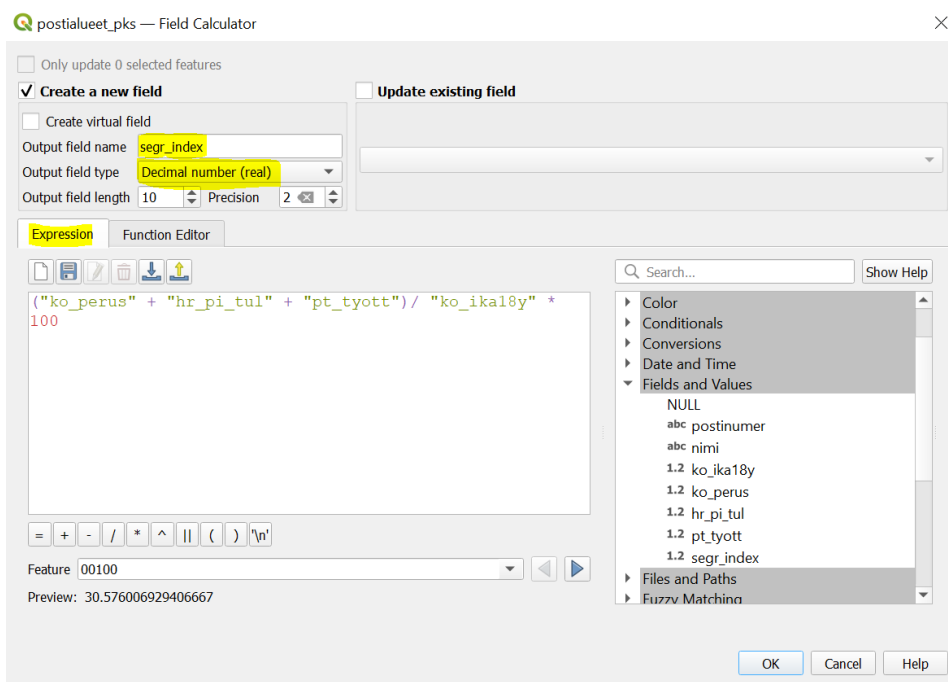 postialueet_pks — Field Calculator
Only update 0 selected features
Create a new field
Update existing field
Create virtual field
Output field name segr_index
Output field type Decimal number (real)
Output field length 10 Precision 2
Expression Function Editor
Search... Show Help
("ko_perus" + "hr_pi_tul" + "pt_tyott")/ "ko_ika18y" *
100
Color
Conditionals
Conversions
Date and Time
Fields and Values
NULL
abc postinumer
abc nimi
1.2 ko_ika18y
1.2 ko_perus
1.2 hr_pi_tul
1.2 pt_tyott
1.2 segr_index
Files and Paths
Fuzzy Matching
= + - / * ^ || ( ) '\n'
Feature 00100
Preview: 30.576006929406667
OK Cancel Help